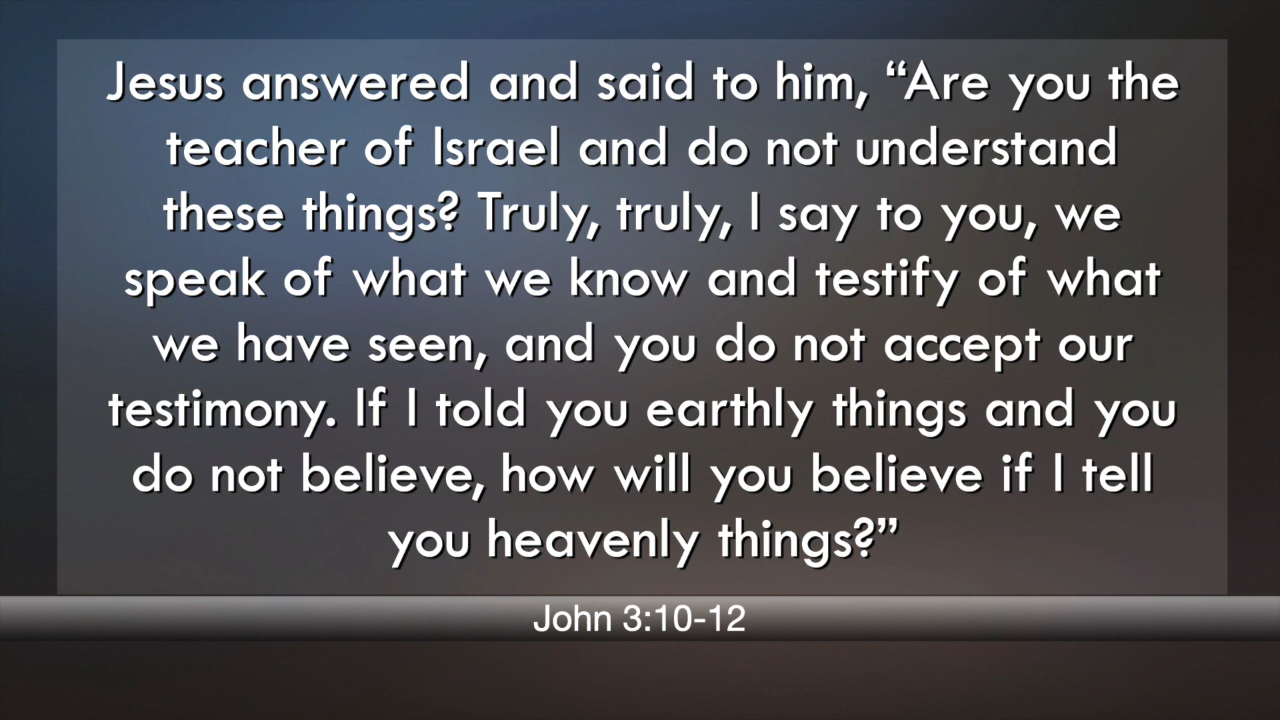 Jesus answered and said to him, “Are you the
teacher of Israel and do not understand
these things? Truly, truly, I say to you, we
speak of what we know and testify of what
we have seen, and you do not accept our
testimony. If I told you earthly things and you
do not believe, how will you believe if I tell
you heavenly things?”
John 3:10-12